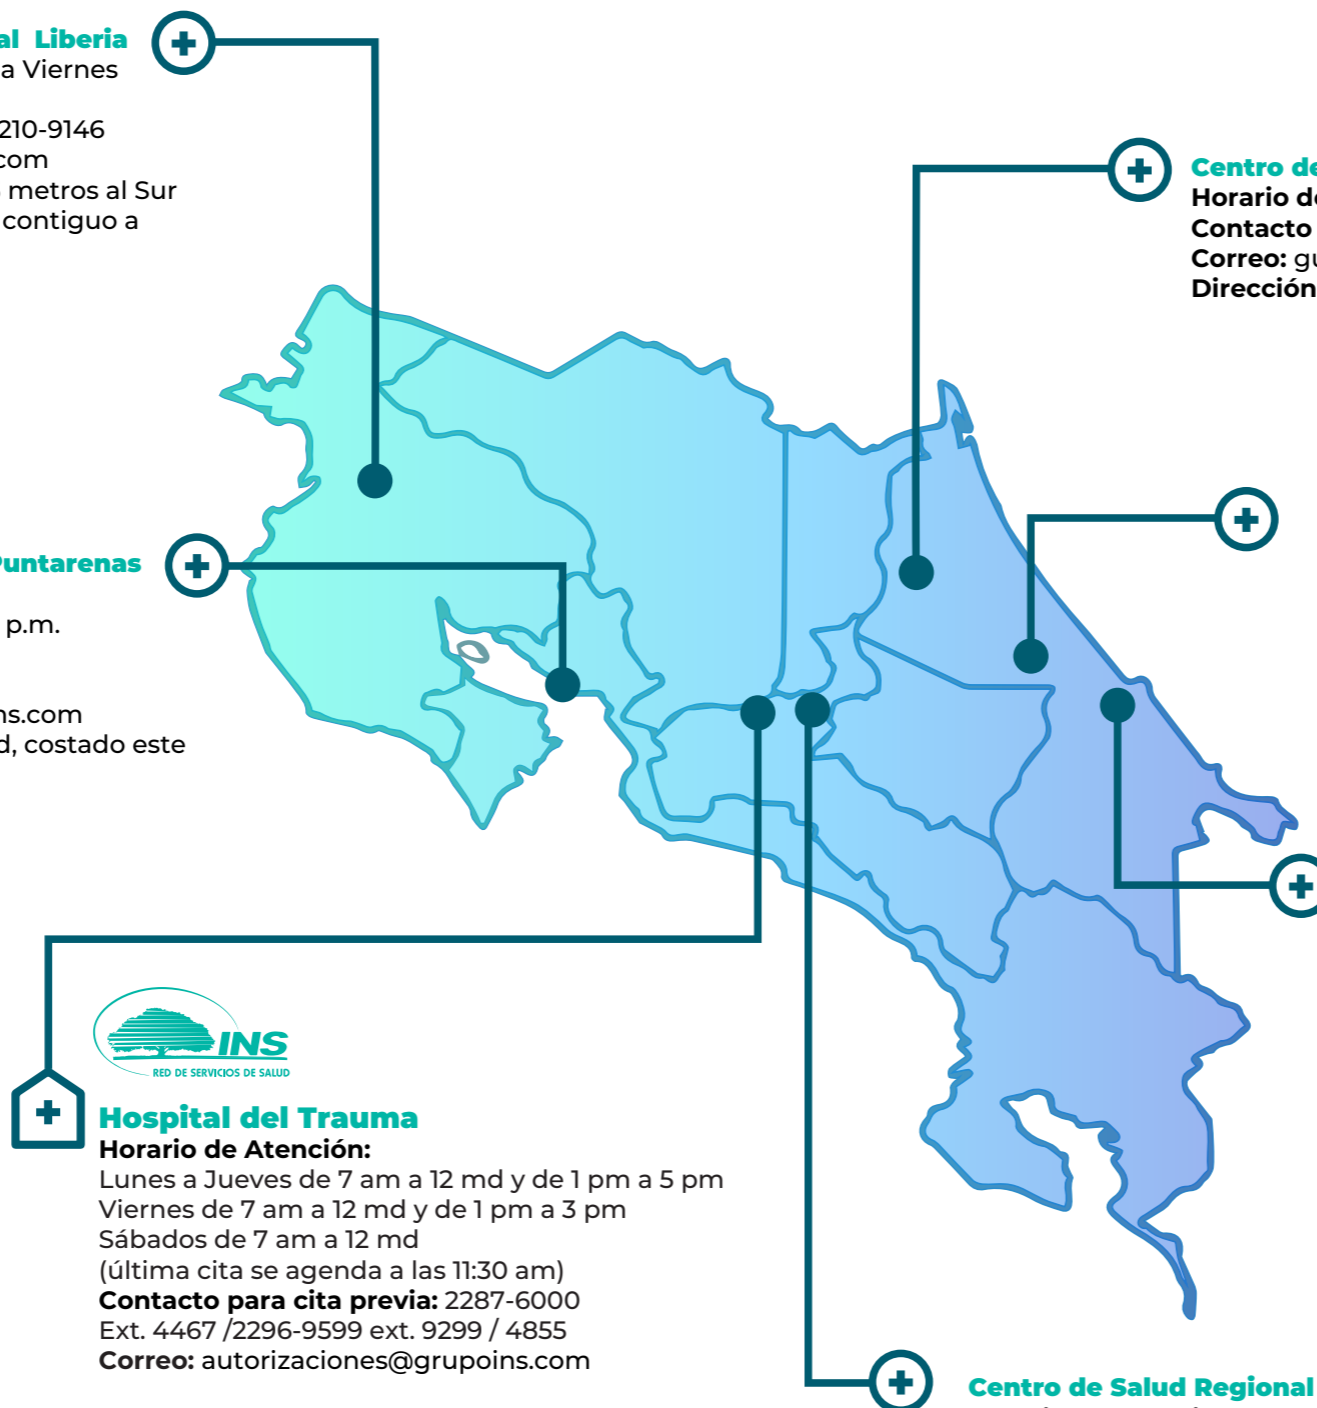 al Liberia
a Viernes
210-9146
com
metros al Sur
contiguo a
Centro de
Horario de
Contacto
Correo: gu
Dirección
Puntarenas
p.m.
ns.com
d, costado este
INS
RED DE SERVICIOS DE SALUD
Hospital del Trauma
Horario de Atención:
Lunes a Jueves de 7 am a 12 md y de 1 pm a 5 pm
Viernes de 7 am a 12 md y de 1 pm a 3 pm
Sábados de 7 am a 12 md
(última cita se agenda a las 11:30 am)
Contacto para cita previa: 2287-6000
Ext. 4467 /2296-9599 ext. 9299 / 4855
Correo: autorizaciones@grupoins.com
Centro de Salud Regional